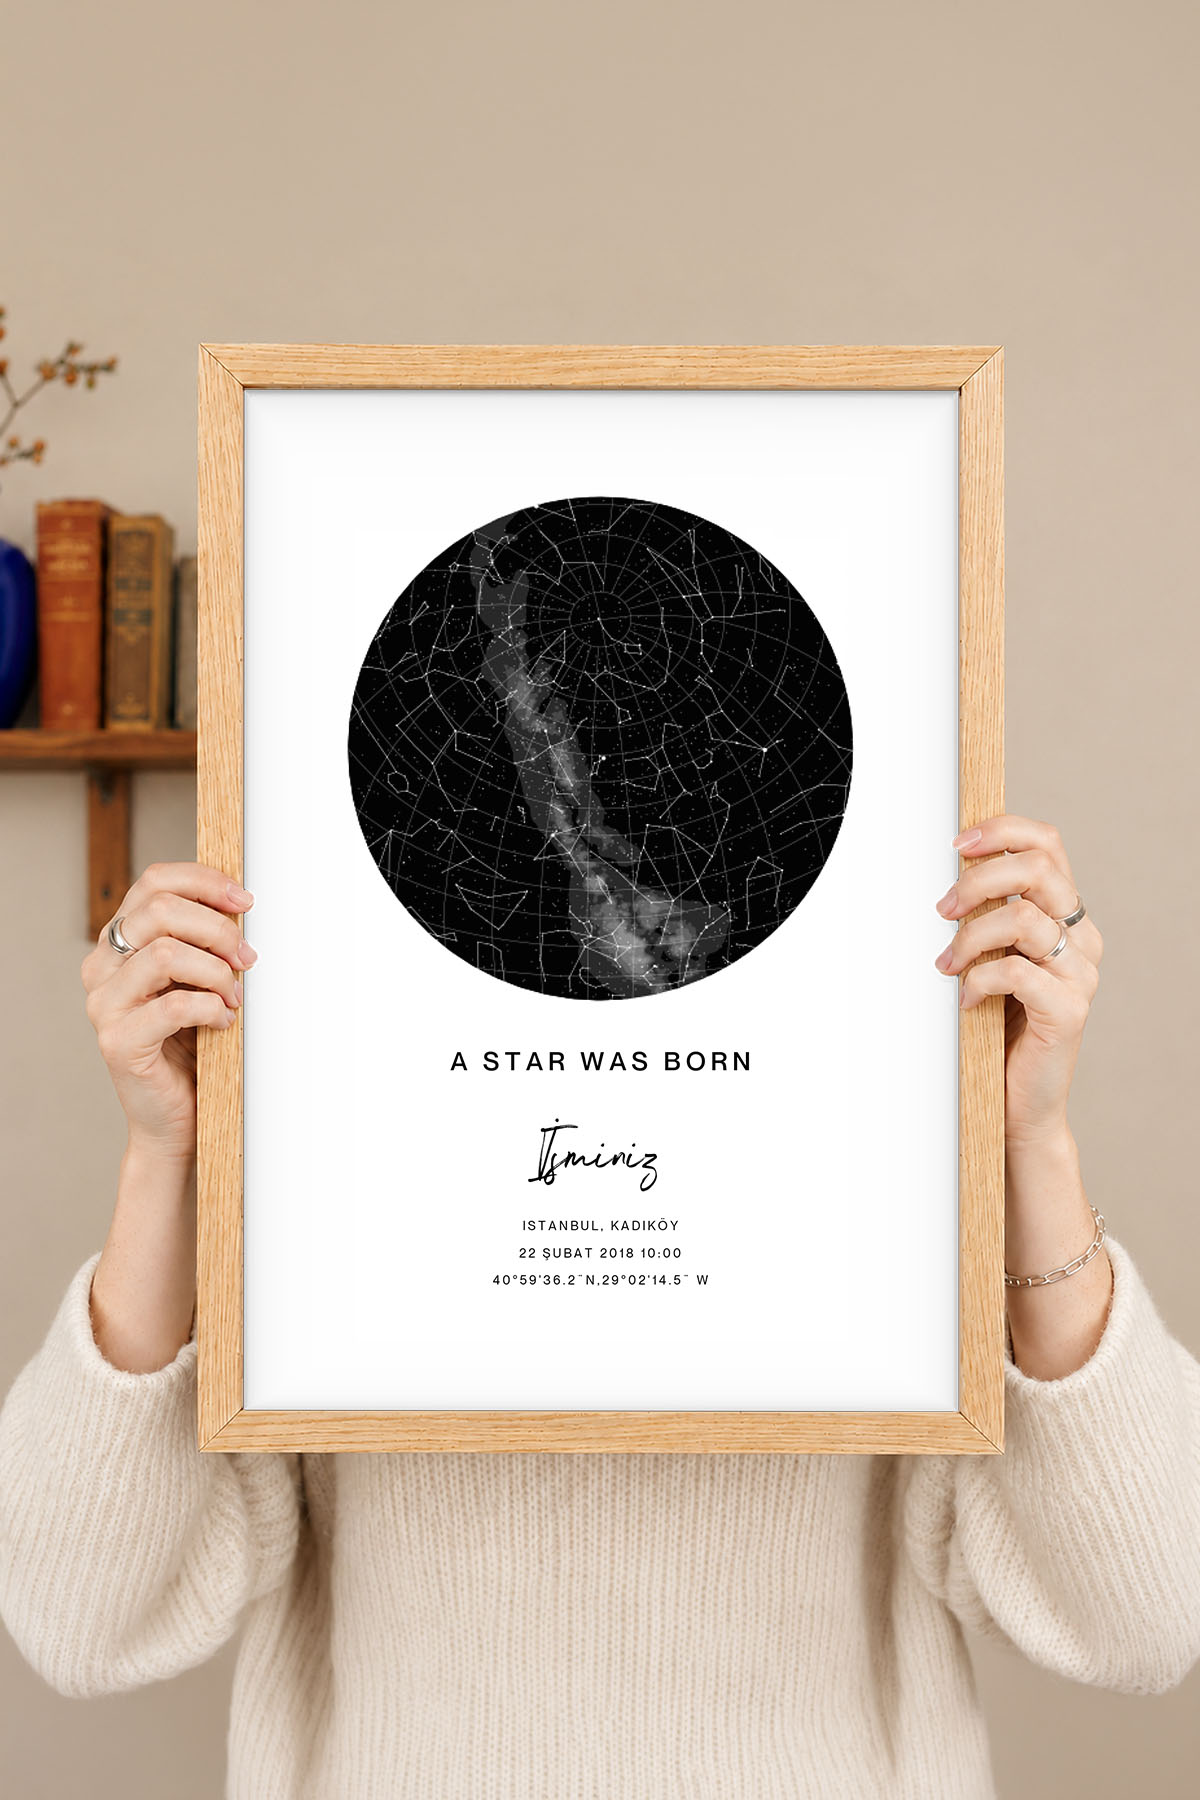 A STAR WAS BORN
İsminiz
ISTANBUL, KADIKÖY
22 ŞUBAT 2018 10:00
40°59'36.2¨N,29°02'14.5¨ W